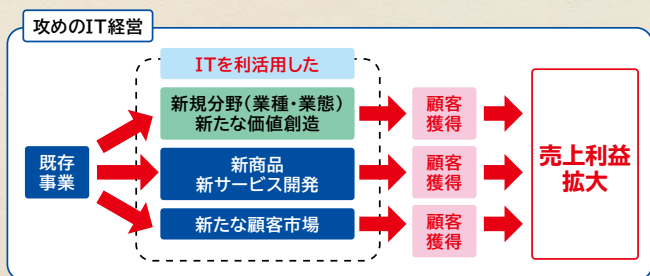 攻めのIT経営
ITを利活用した
新規分野(業種・業態)
新たな価値創造
顧客
獲得
既存
事業
新商品
新サービス開発
顧客
獲得
売上利益
拡大
新たな顧客市場
顧客
獲得